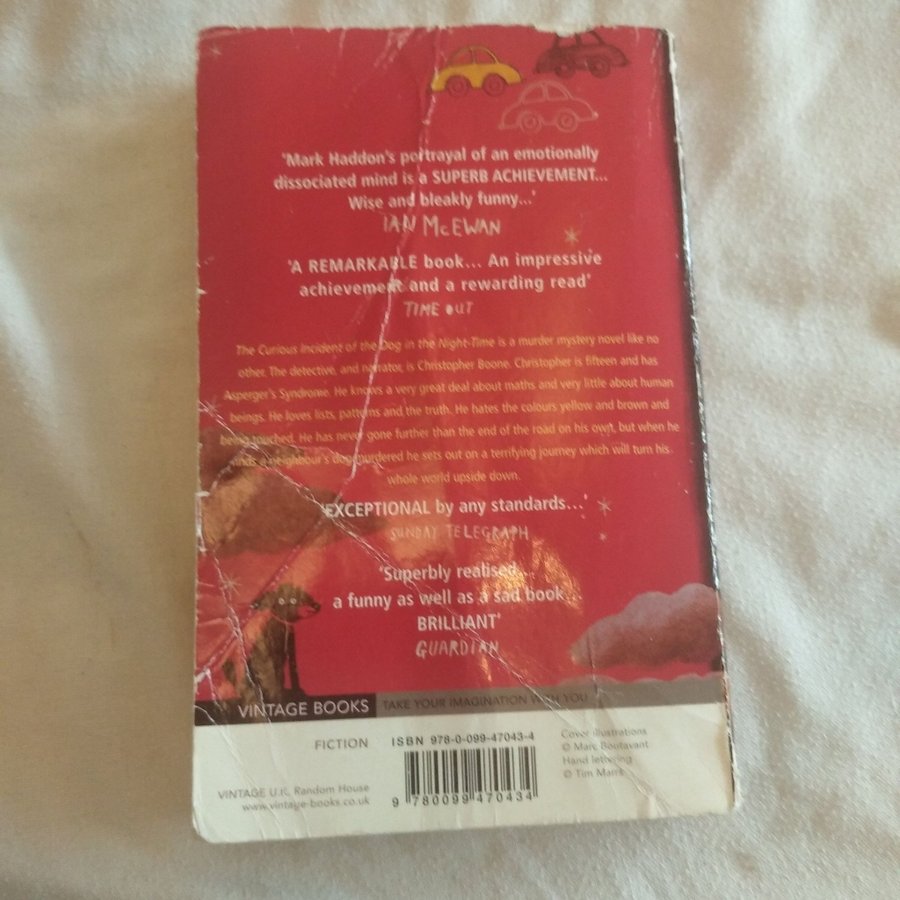 'Mark Haddon's portrayal of an emotionally
dissociated mind is a SUPERB ACHIEVEMENT...
Wise and bleakly funny...'
IAN McEWAN
'A REMARKABLE book... An impressive
achievement and a rewarding read'
TIME OUT
The Curious Incident of the Dog in the Night-Time is a murder mystery novel like no
other. The detective, and narrator, is Christopher Boone. Christopher is fifteen and has
Asperger's Syndrome. He knows a very great deal about maths and very little about human
beings. He loves lists, patterns and the truth. He hates the colours yellow and brown and
being touched. He has never gone further than the end of the road on his own, but when he
finds a neighbour's dog murdered he sets out on a terrifying journey which will turn his
whole world upside down.
'EXCEPTIONAL by any standards...'
SUNDAY TELEGRAPH
'Superbly realised...
a funny as well as a sad book...
BRILLIANT'
GUARDIAN
VINTAGE BOOKS TAKE YOUR IMAGINATION WITH YOU
FICTION
ISBN 978-0-099-47043-4
9 780099 470434
VINTAGE U.K. Random House
www.vintage-books.co.uk
Cover illustrations
© Marc Boutavant
Hand lettering
© Tim Marrs